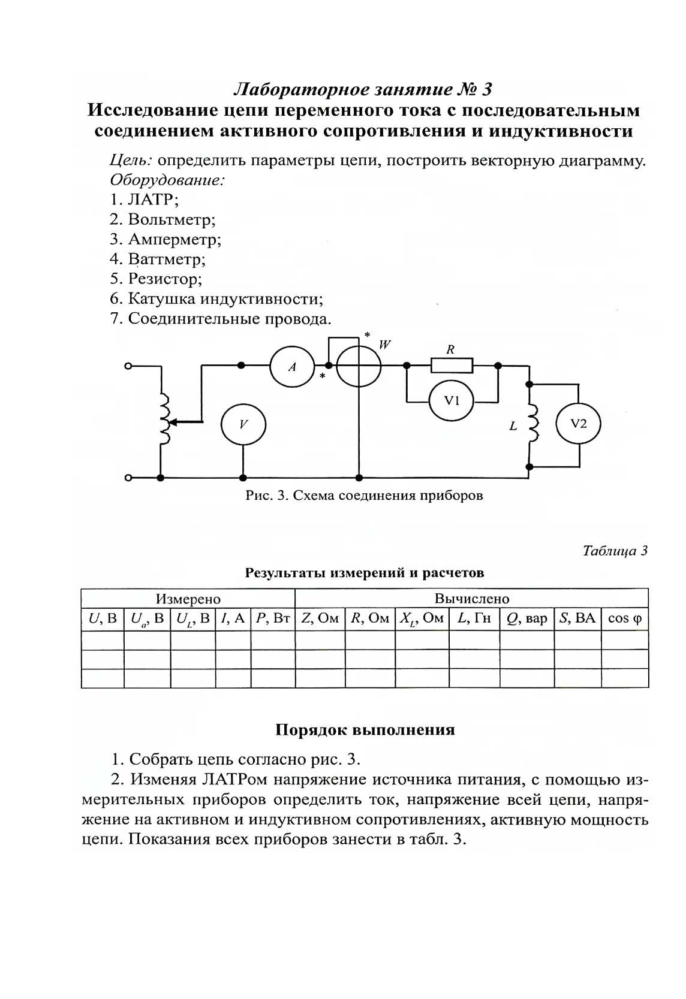 Лабораторное занятие № 3
Исследование цепи переменного тока с последовательным
соединением активного сопротивления и индуктивности
Цель: определить параметры цепи, построить векторную диаграмму.
Оборудование:
1. ЛАТР;
2. Вольтметр;
3. Амперметр;
4. Ваттметр;
5. Резистор;
6. Катушка индуктивности;
7. Соединительные провода.
* W R
A *
V1
V L V2
Рис. 3. Схема соединения приборов
Таблица 3
Результаты измерений и расчетов
Измерено Вычислено
U, В U_a, В U_L, В I, А P, Вт Z, Ом R, Ом X_L, Ом L, Гн Q, вар S, ВА cos φ
Порядок выполнения
1. Собрать цепь согласно рис. 3.
2. Изменяя ЛАТРом напряжение источника питания, с помощью из-
мерительных приборов определить ток, напряжение всей цепи, напря-
жение на активном и индуктивном сопротивлениях, активную мощность
цепи. Показания всех приборов занести в табл. 3.